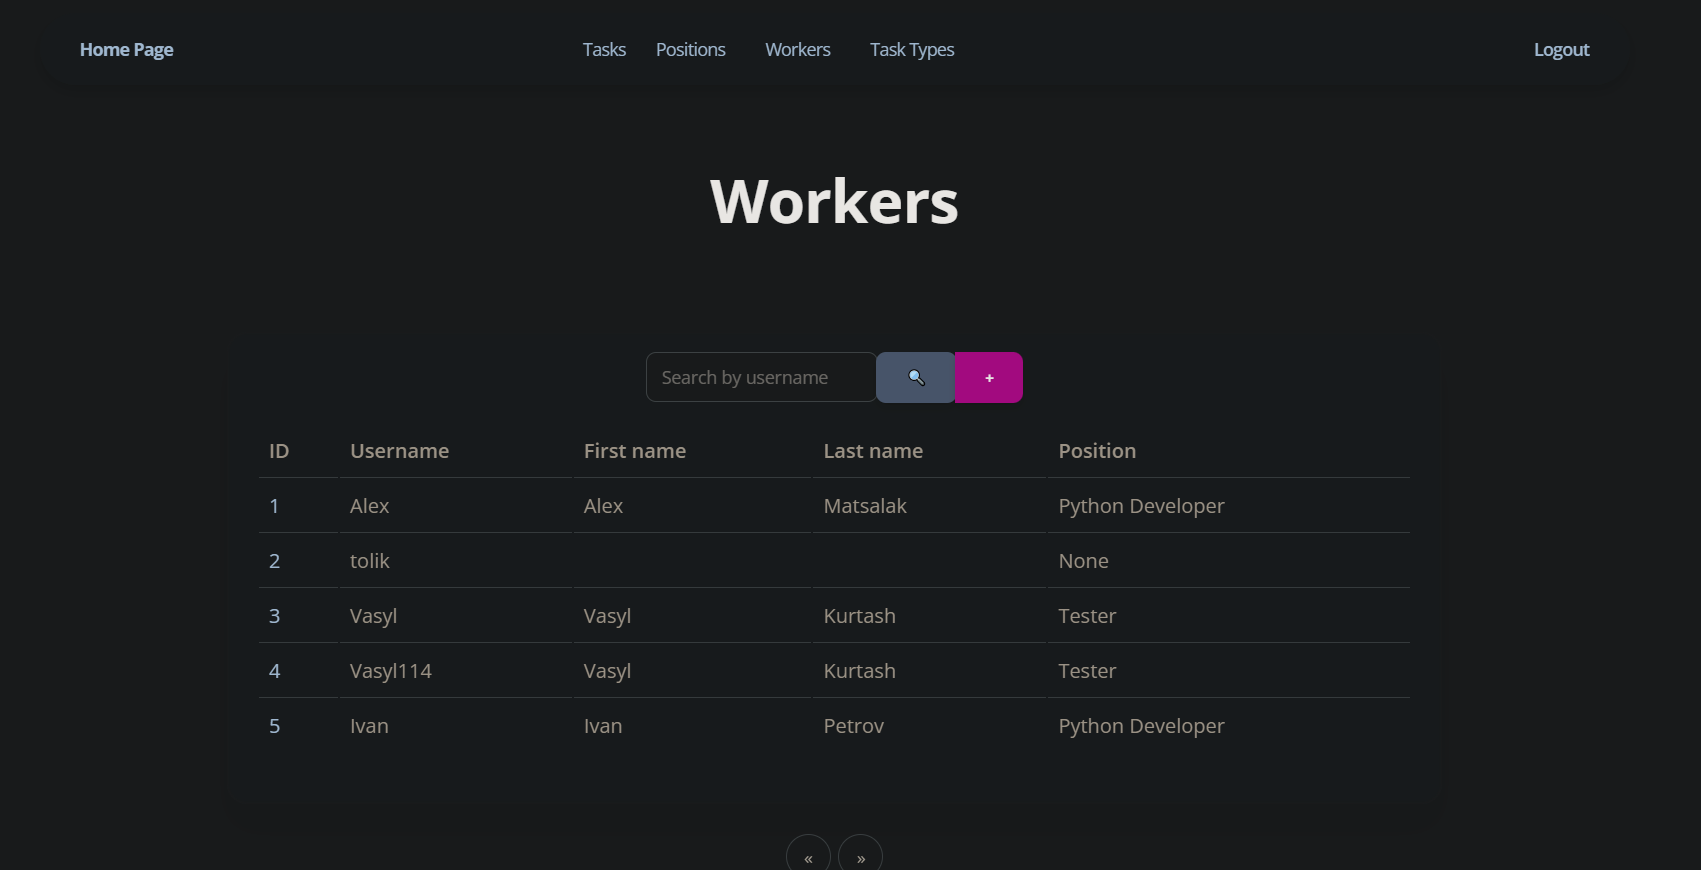 Home Page Tasks Positions Workers Task Types Logout
Workers
Search by username 🔍 +
ID Username First name Last name Position
1 Alex Alex Matsalak Python Developer
2 tolik None
3 Vasyl Vasyl Kurtash Tester
4 Vasyl114 Vasyl Kurtash Tester
5 Ivan Ivan Petrov Python Developer
« »